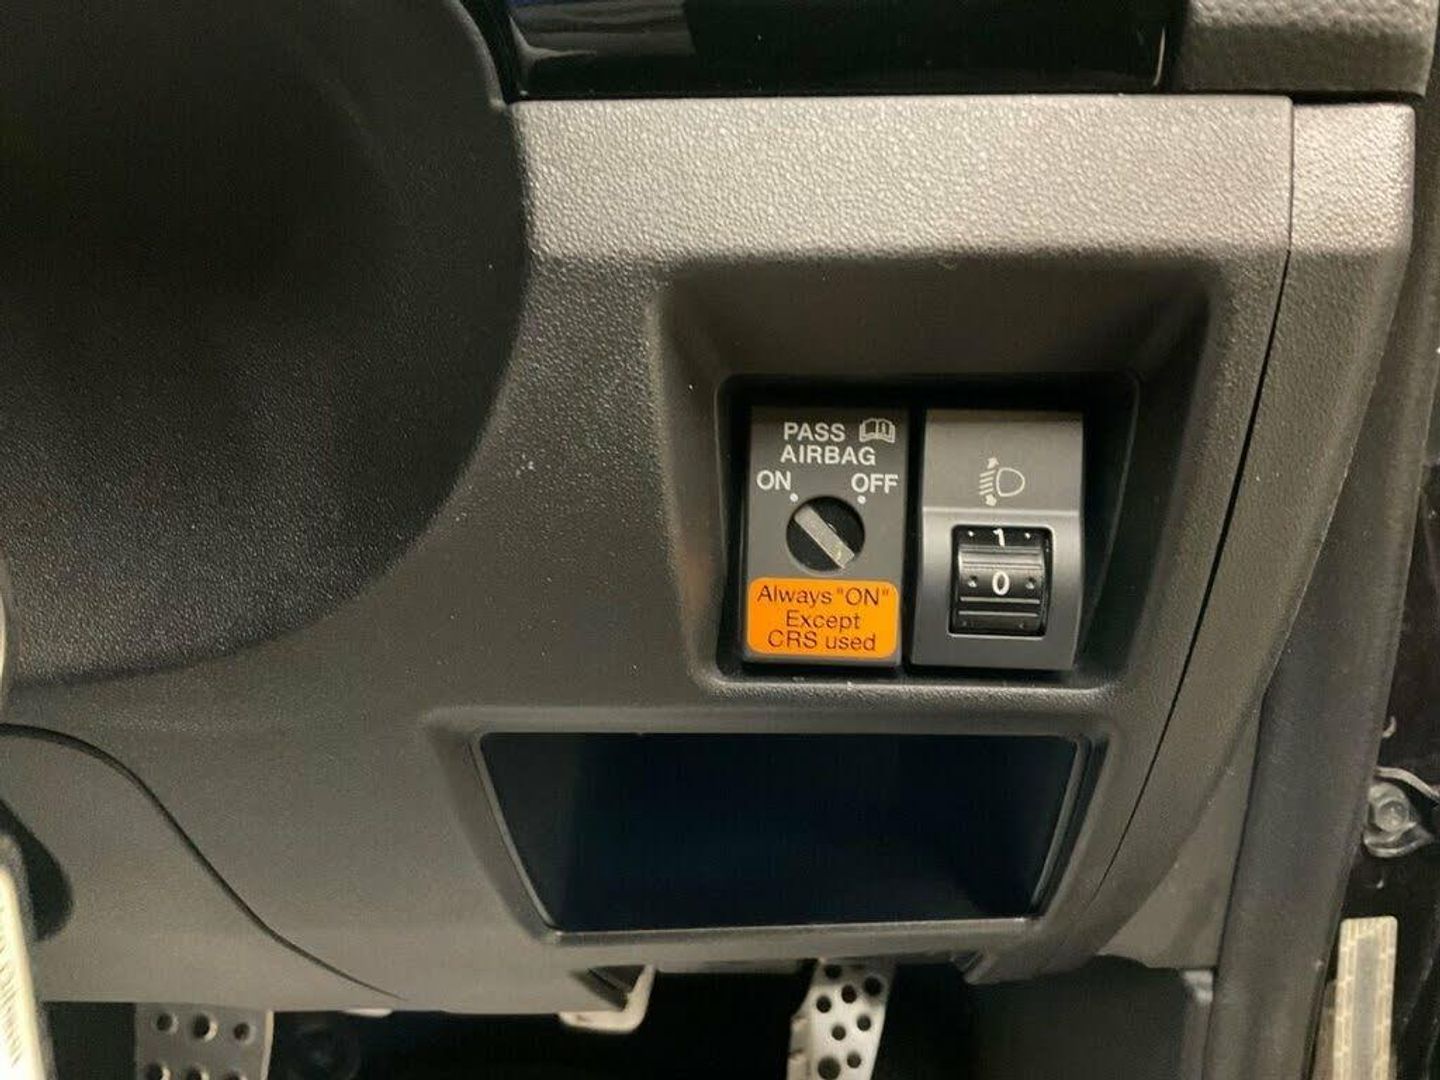 PASS
AIRBAG
ON OFF
Always "ON"
Except
CRS used
1
0